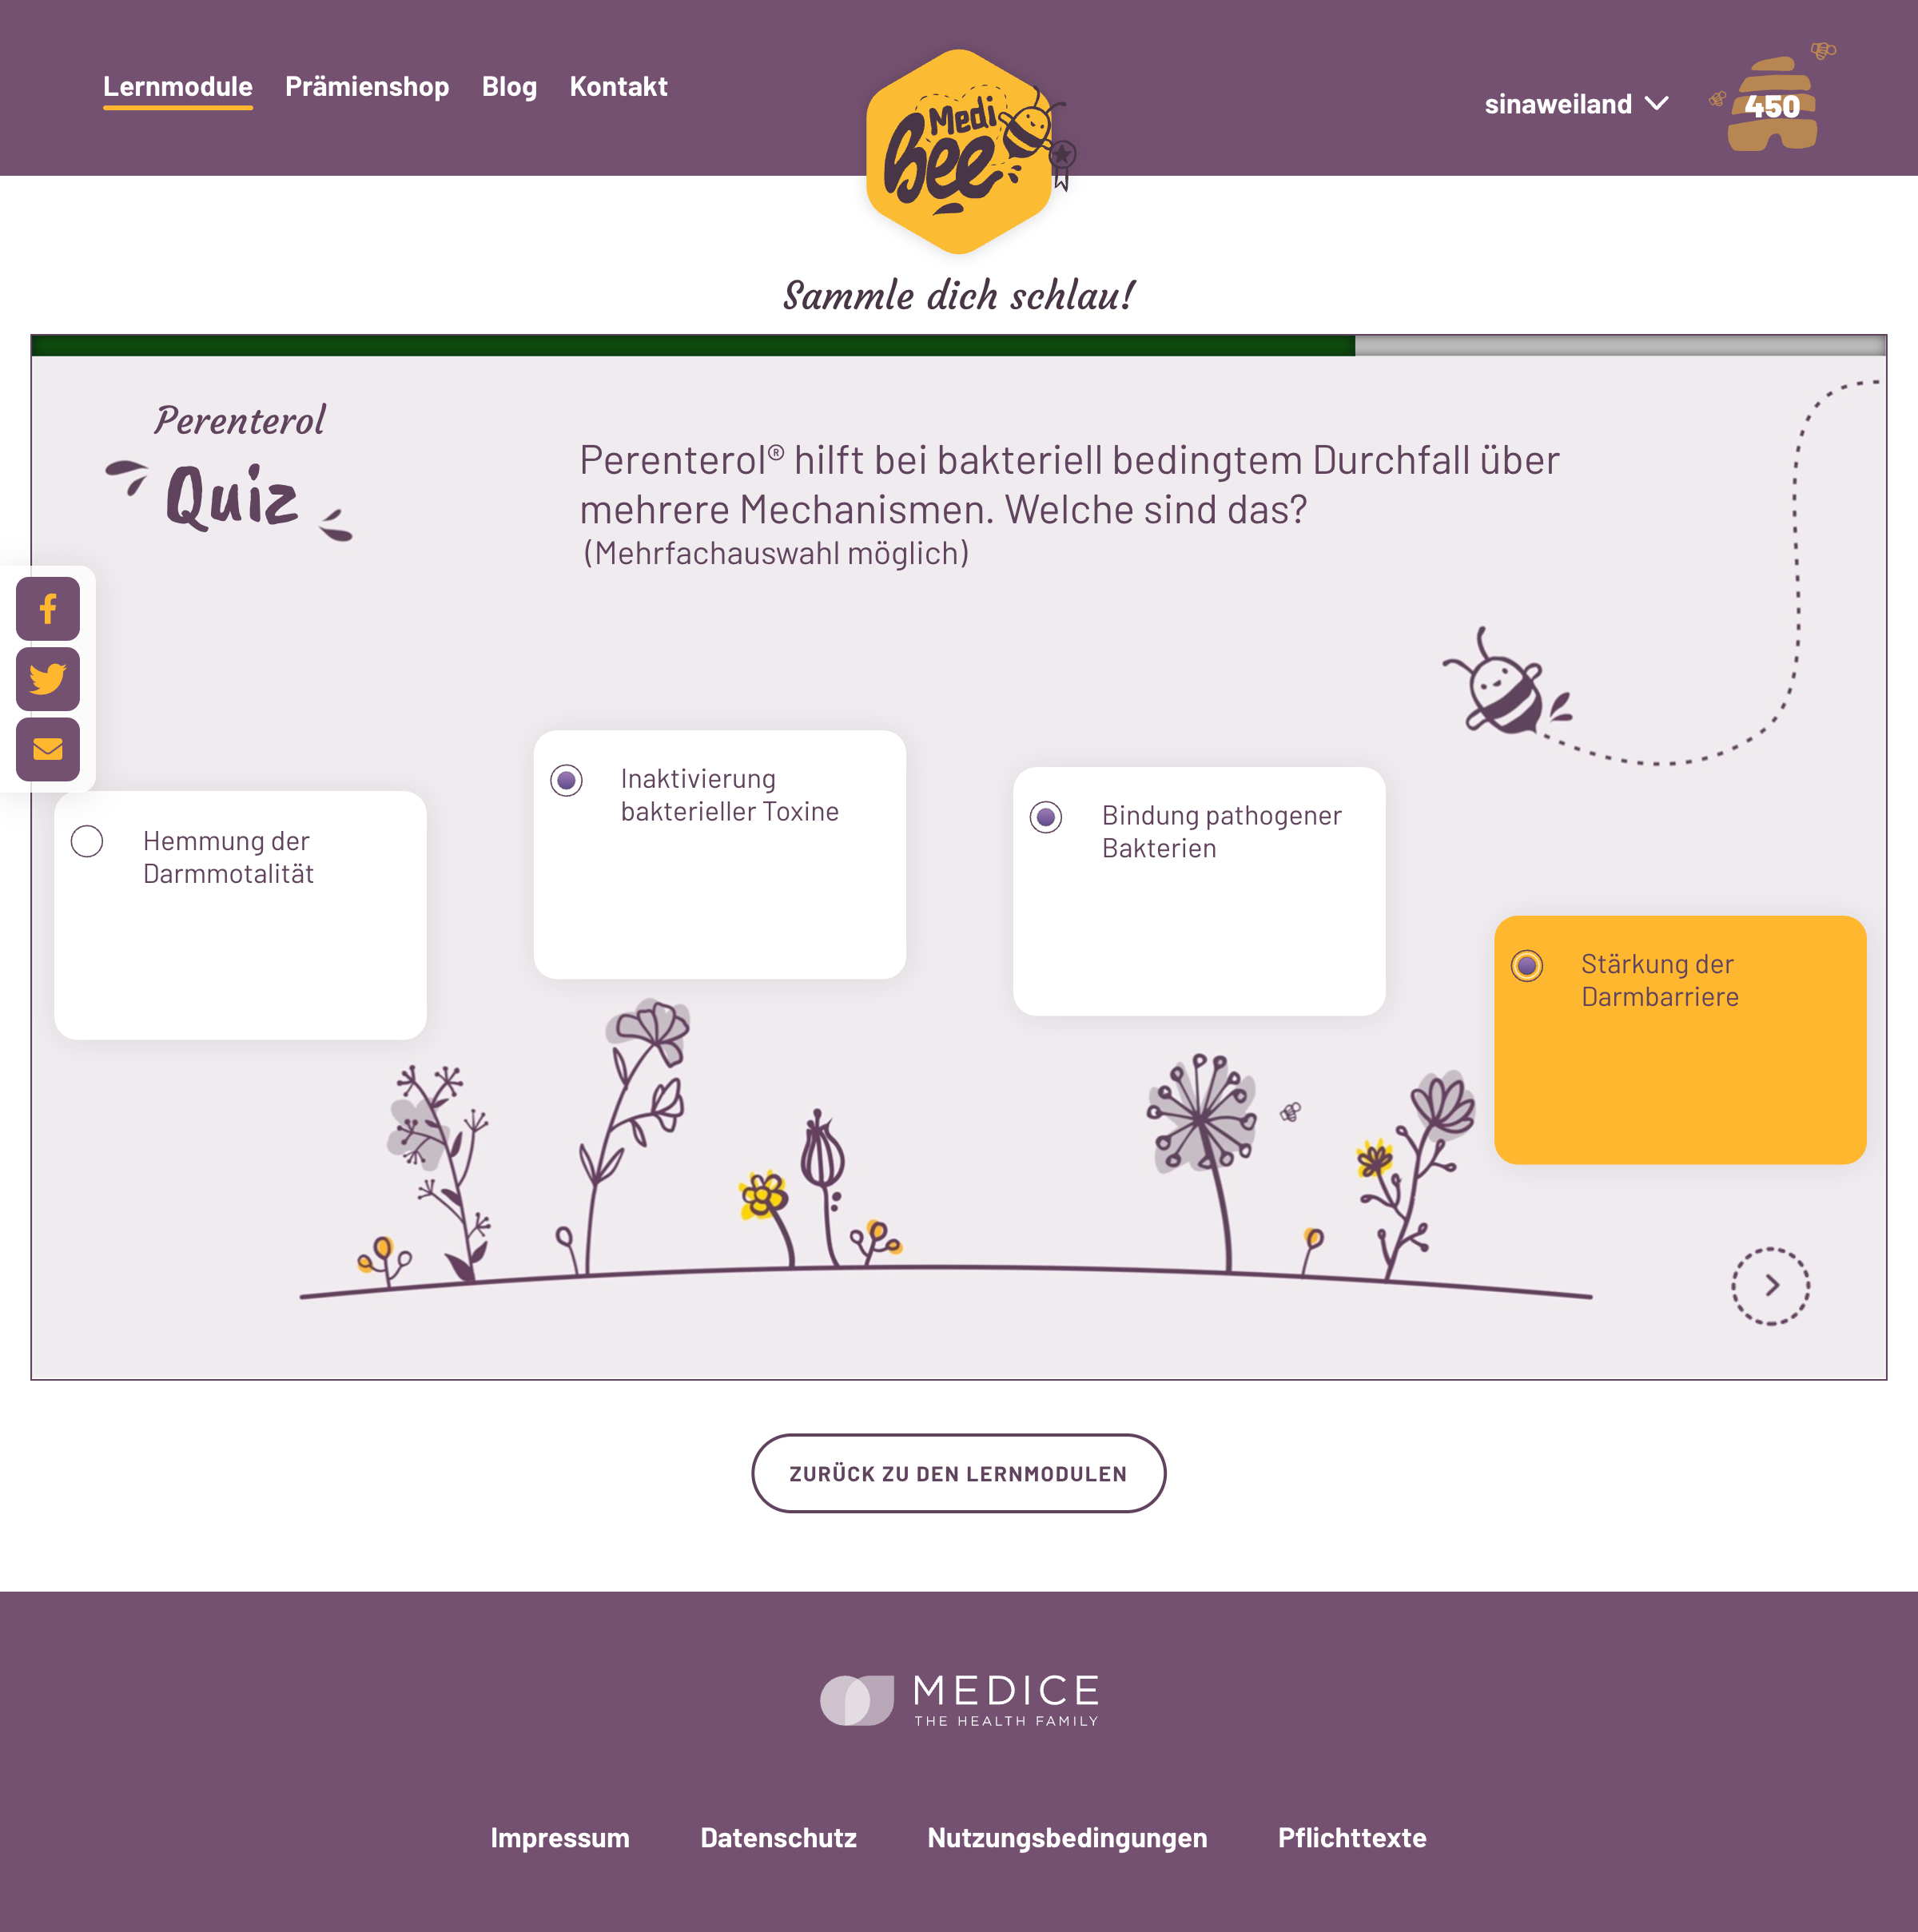 Lernmodule Prämienshop Blog Kontakt
Medi
bee
sinaweiland
450
Sammle dich schlau!
Perenterol
Quiz
Perenterol® hilft bei bakteriell bedingtem Durchfall über
mehrere Mechanismen. Welche sind das?
(Mehrfachauswahl möglich)
Hemmung der
Darmmotalität
Inaktivierung
bakterieller Toxine
Bindung pathogener
Bakterien
Stärkung der
Darmbarriere
ZURÜCK ZU DEN LERNMODULEN
MEDICE
THE HEALTH FAMILY
Impressum Datenschutz Nutzungsbedingungen Pflichttexte